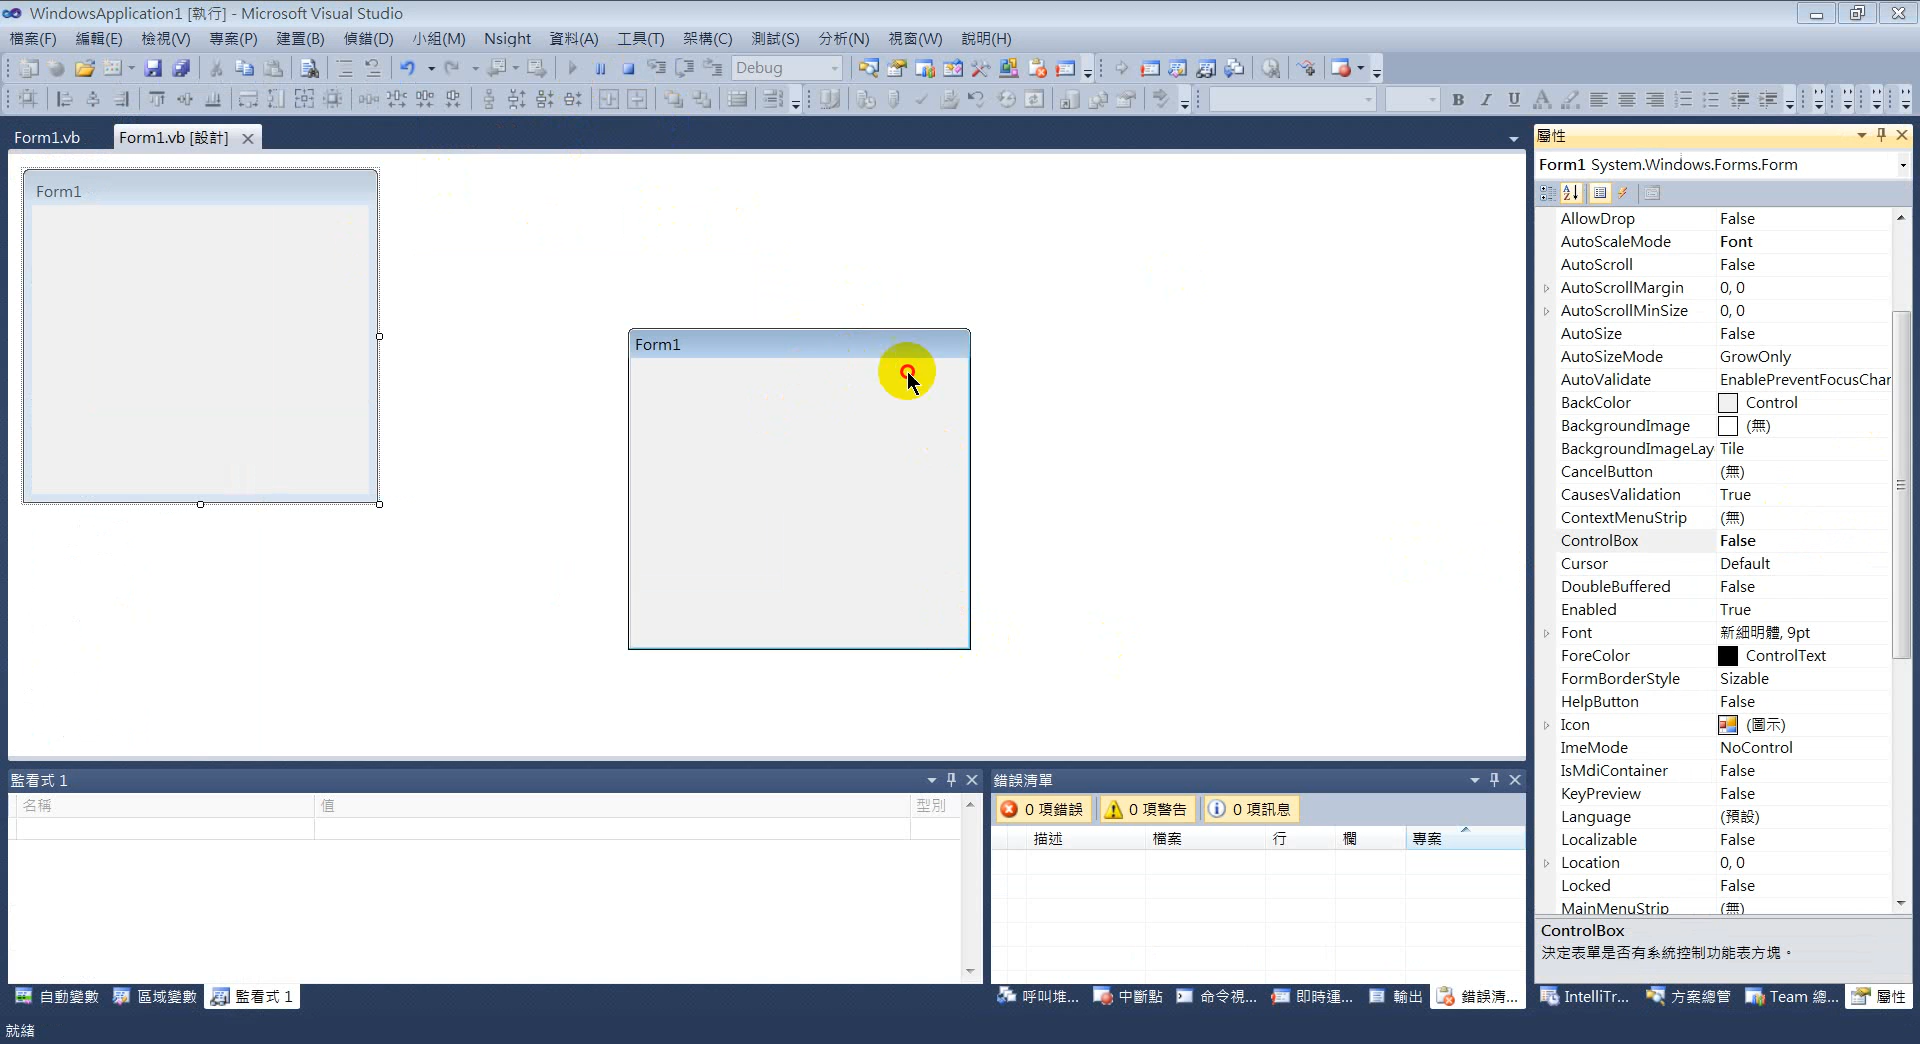 WindowsApplication1 [執行] - Microsoft Visual Studio
檔案(F) 編輯(E) 檢視(V) 專案(P) 建置(B) 偵錯(D) 小組(M) Nsight 資料(A) 工具(T) 架構(C) 測試(S) 分析(N) 視窗(W) 說明(H)
Debug
B I U A
Form1.vb Form1.vb [設計]
Form1
Form1
屬性
Form1 System.Windows.Forms.Form
AllowDrop False
AutoScaleMode Font
AutoScroll False
AutoScrollMargin 0, 0
AutoScrollMinSize 0, 0
AutoSize False
AutoSizeMode GrowOnly
AutoValidate EnablePreventFocusChar
BackColor Control
BackgroundImage (無)
BackgroundImageLay Tile
CancelButton (無)
CausesValidation True
ContextMenuStrip (無)
ControlBox False
Cursor Default
DoubleBuffered False
Enabled True
Font 新細明體, 9pt
ForeColor ControlText
FormBorderStyle Sizable
HelpButton False
Icon (圖示)
ImeMode NoControl
IsMdiContainer False
KeyPreview False
Language (預設)
Localizable False
Location 0, 0
Locked False
MainMenuStrip (無)
ControlBox
決定表單是否有系統控制功能表方塊。
監看式 1
名稱 值 型別
錯誤清單
0 項錯誤 0 項警告 0 項訊息
描述 檔案 行 欄 專案
自動變數 區域變數 監看式 1
呼叫堆... 中斷點 命令視... 即時運... 輸出 錯誤清...
IntelliTr... 方案總管 Team 總... 屬性
就緒